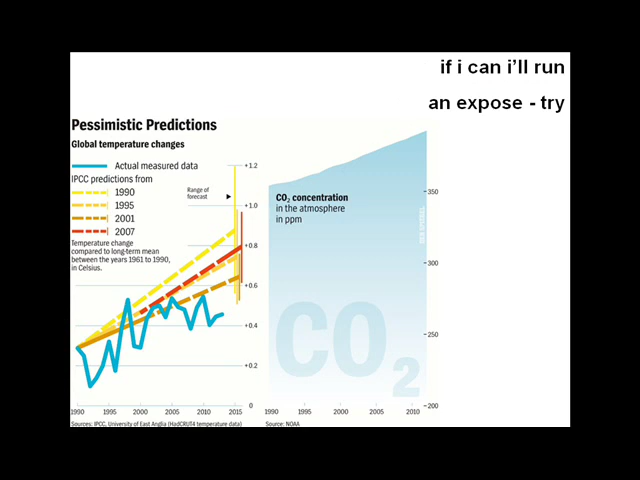 if i can i'll run
an expose - try
Pessimistic Predictions
Global temperature changes
Actual measured data
IPCC predictions from
1990
1995
2001
2007
Temperature change
compared to long-term mean
between the years 1961 to 1990,
in Celsius.
Range of
forecast
+1.2
+1.0
+0.8
+0.6
+0.4
+0.2
0
1990 1995 2000 2005 2010 2015
Sources: IPCC, University of East Anglia (HadCRUT4 temperature data)
CO2 concentration
in the atmosphere
in ppm
350
300
250
200
CO2
DER SPIEGEL
1990 1995 2000 2005 2010
Source: NOAA